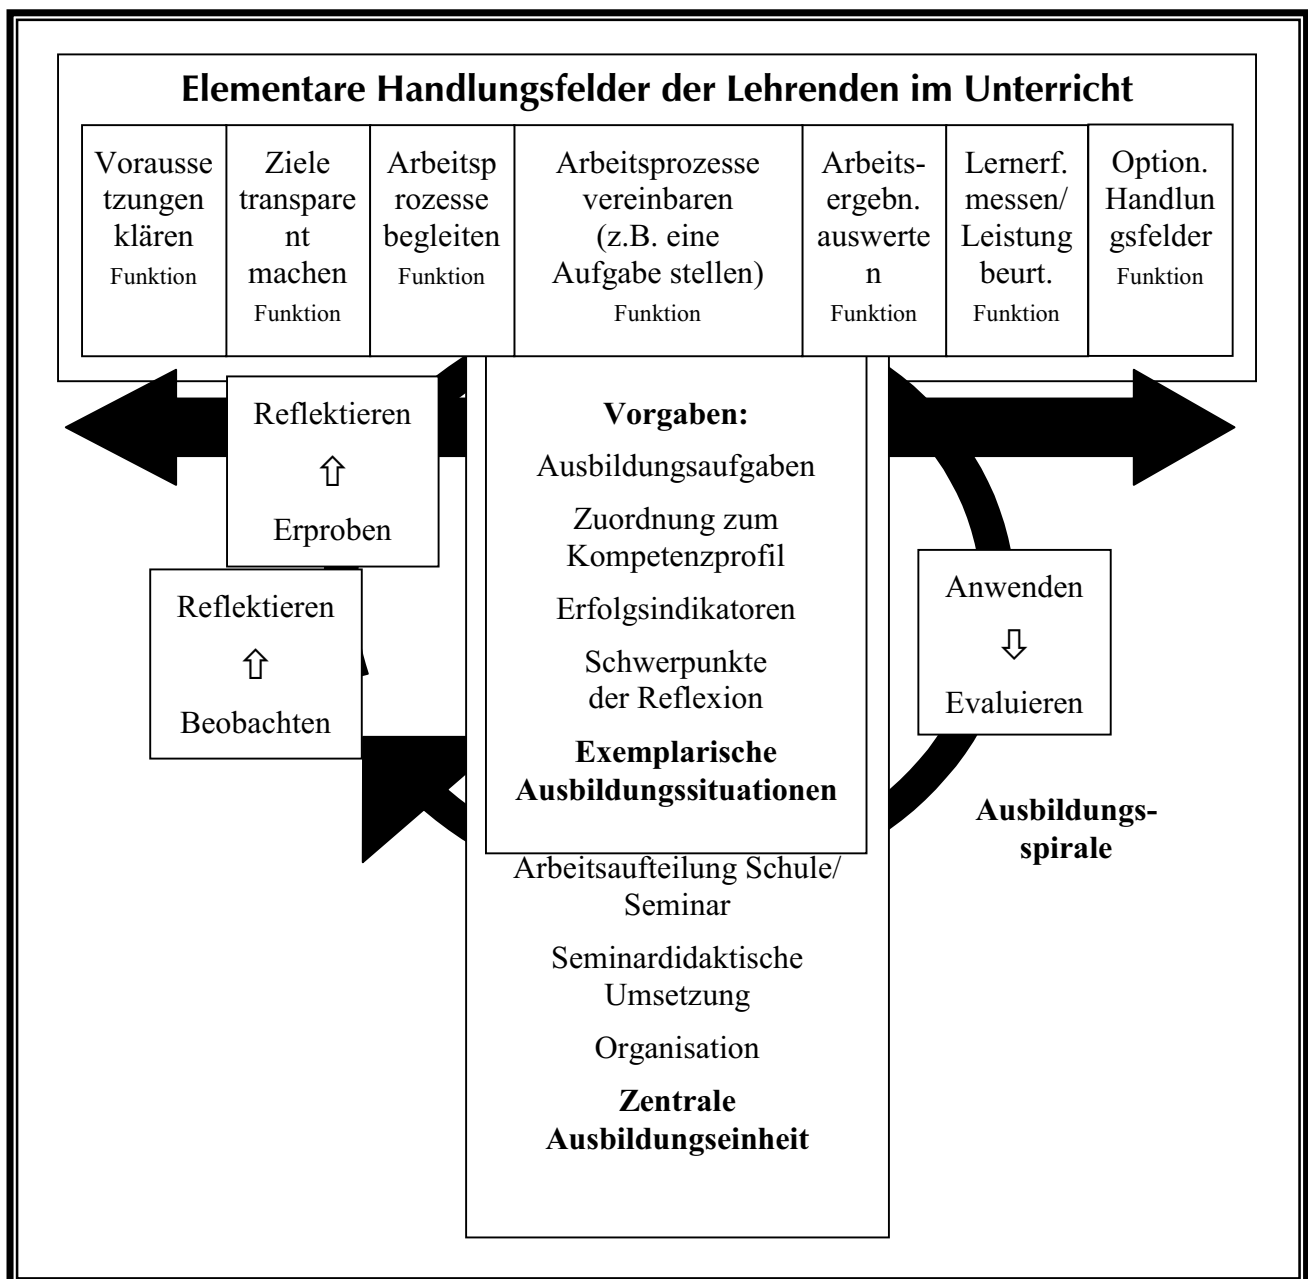 Elementare Handlungsfelder der Lehrenden im Unterricht
Vorausse
tzungen
klären
Funktion
Ziele
transpare
nt
machen
Funktion
Arbeitsp
rozesse
begleiten
Funktion
Arbeitsprozesse
vereinbaren
(z.B. eine
Aufgabe stellen)
Funktion
Arbeits-
ergebn.
auswerte
n
Funktion
Lernerf.
messen/
Leistung
beurt.
Funktion
Option.
Handlun
gsfelder
Funktion
Reflektieren
⇧
Erproben
Reflektieren
⇧
Beobachten
Vorgaben:
Ausbildungsaufgaben
Zuordnung zum
Kompetenzprofil
Erfolgsindikatoren
Schwerpunkte
der Reflexion
Exemplarische
Ausbildungssituationen
Arbeitsaufteilung Schule/
Seminar
Seminardidaktische
Umsetzung
Organisation
Zentrale
Ausbildungseinheit
Anwenden
⇩
Evaluieren
Ausbildungs-
spirale